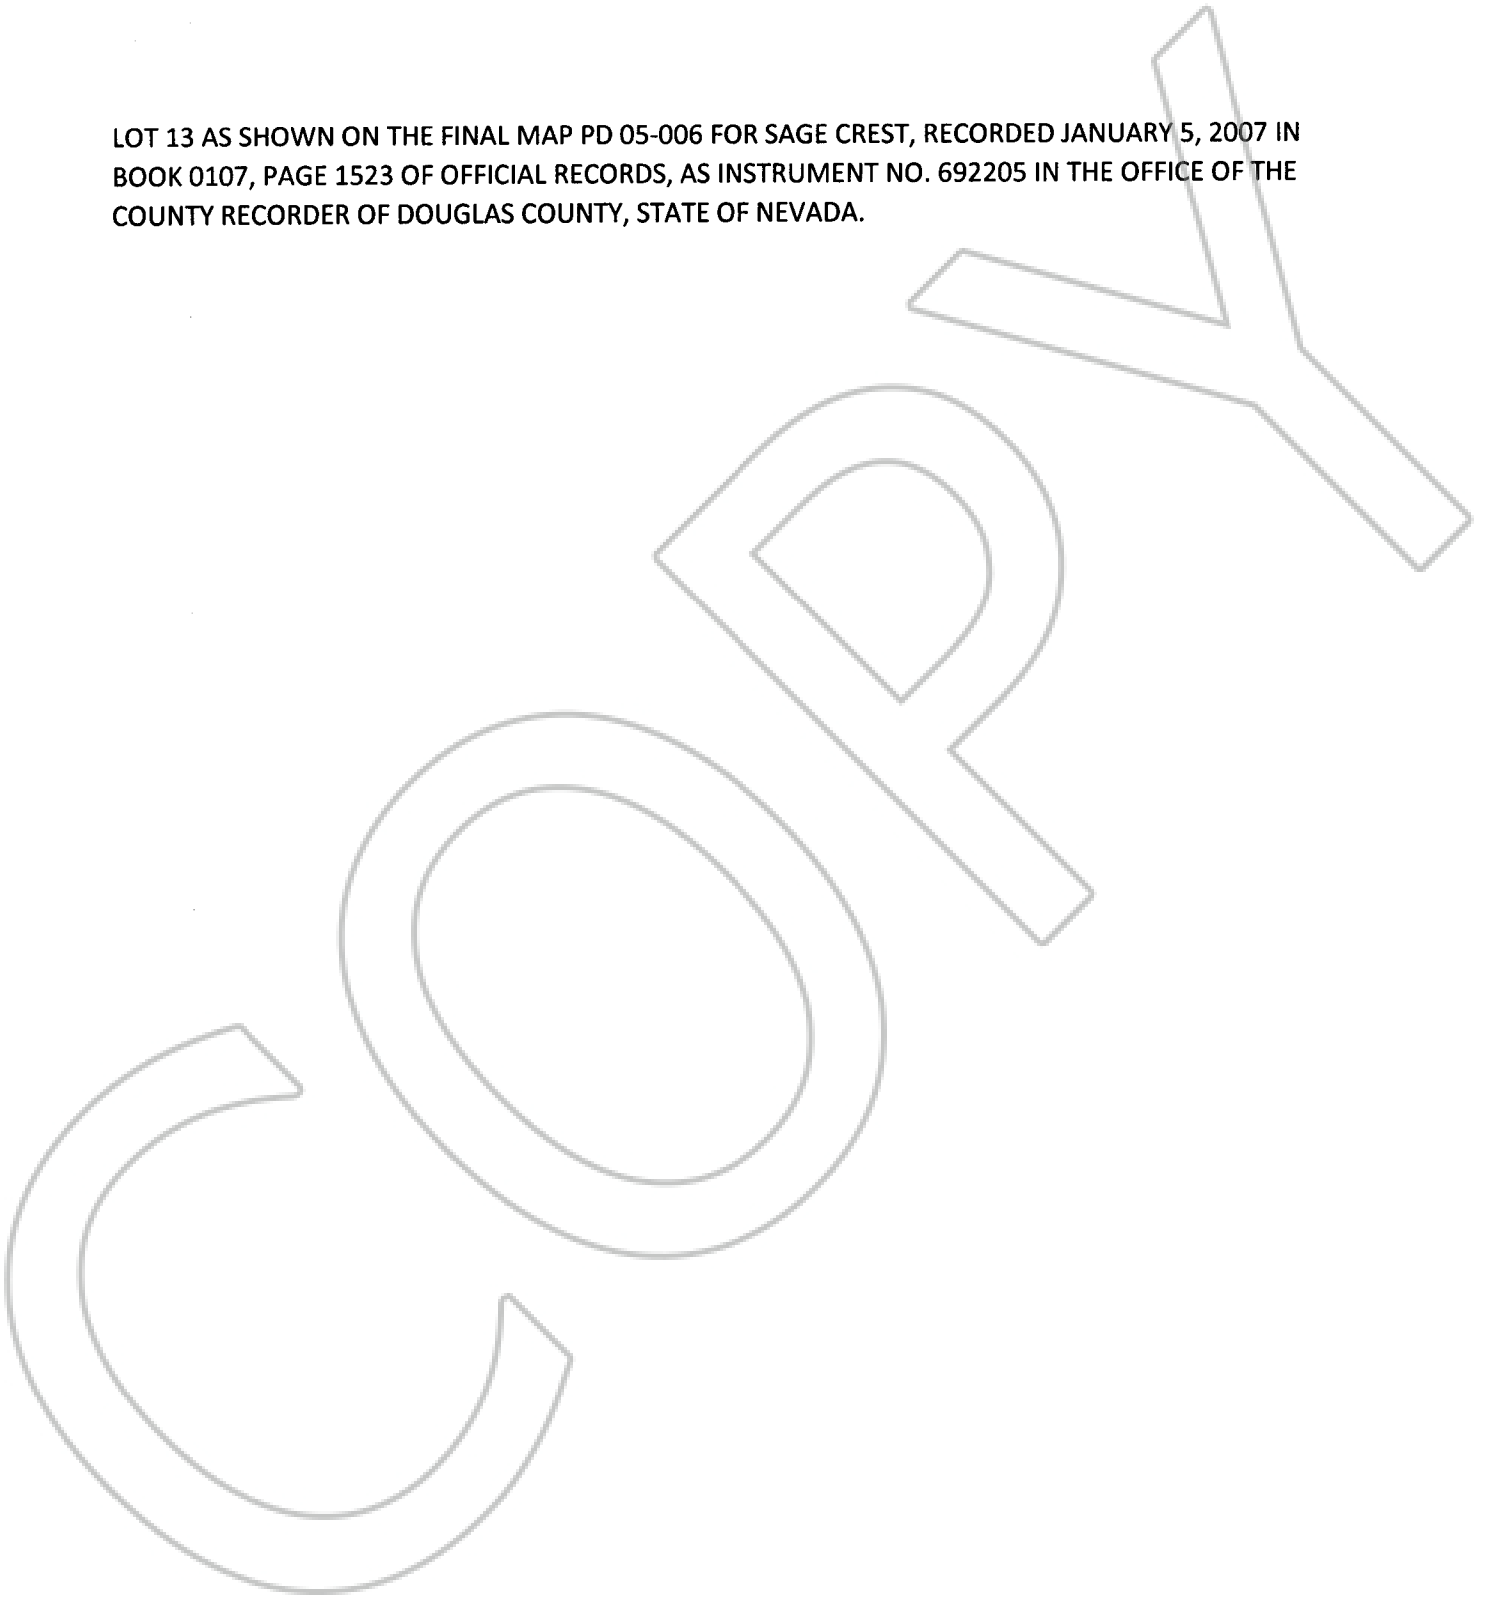 LOT 13 AS SHOWN ON THE FINAL MAP PD 05-006 FOR SAGE CREST, RECORDED JANUARY 5, 2007 IN
BOOK 0107, PAGE 1523 OF OFFICIAL RECORDS, AS INSTRUMENT NO. 692205 IN THE OFFICE OF THE
COUNTY RECORDER OF DOUGLAS COUNTY, STATE OF NEVADA.
COPY